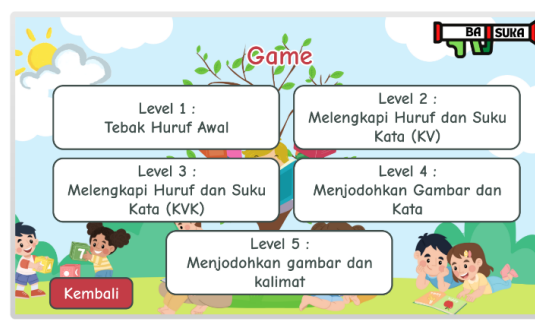 BA SUKA
Game
Level 1 :
Tebak Huruf Awal
Level 2 :
Melengkapi Huruf dan Suku
Kata (KV)
Level 3 :
Melengkapi Huruf dan Suku
Kata (KVK)
Level 4 :
Menjodohkan Gambar dan
Kata
Level 5 :
Menjodohkan gambar dan
kalimat
7
Kembali